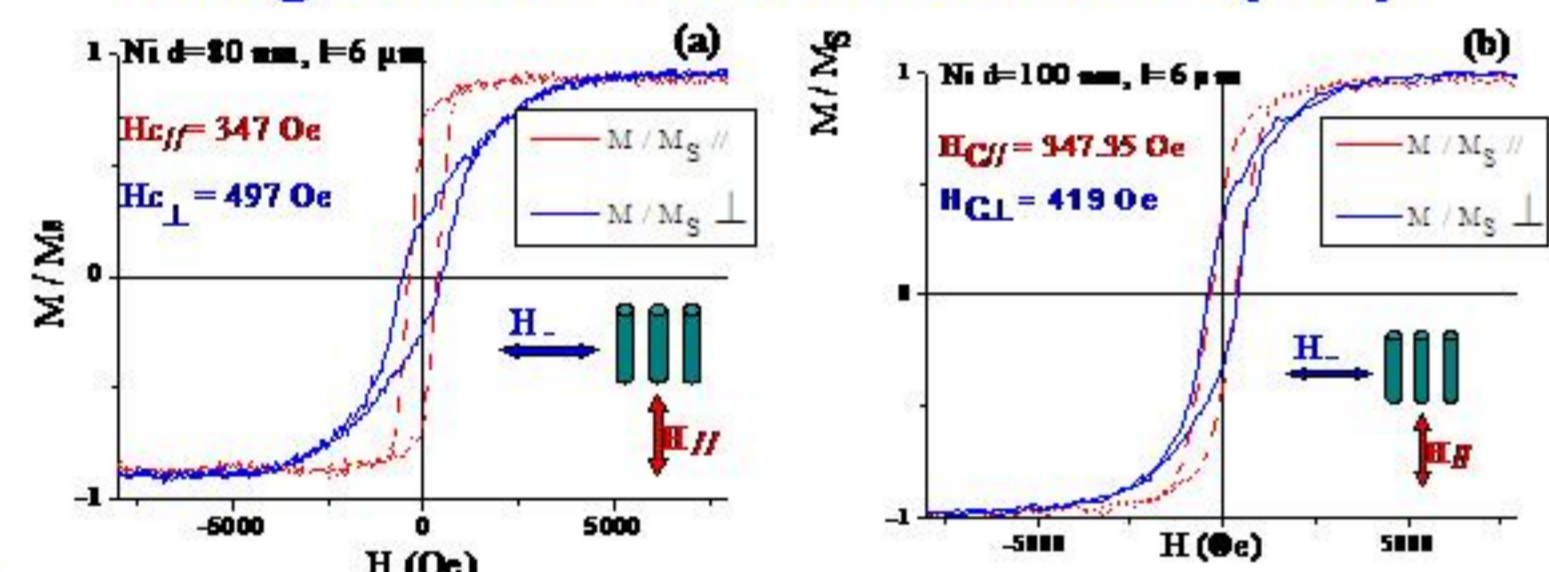 (a)
1
Ni d=80 nm, l=6 µm
Hc//= 347 Oe
Hc⊥ = 497 Oe
M / MS //
M / MS ⊥
M / Ms
0
H
H//
-1
-5000
0
5000
H (Oe)
(b)
M / MS
1
Ni d=100 nm, l=6 µm
HC// = 347.35 Oe
HC⊥ = 419 Oe
M / MS //
M / MS ⊥
0
H
H//
-1
-5000
H (Oe)
5000